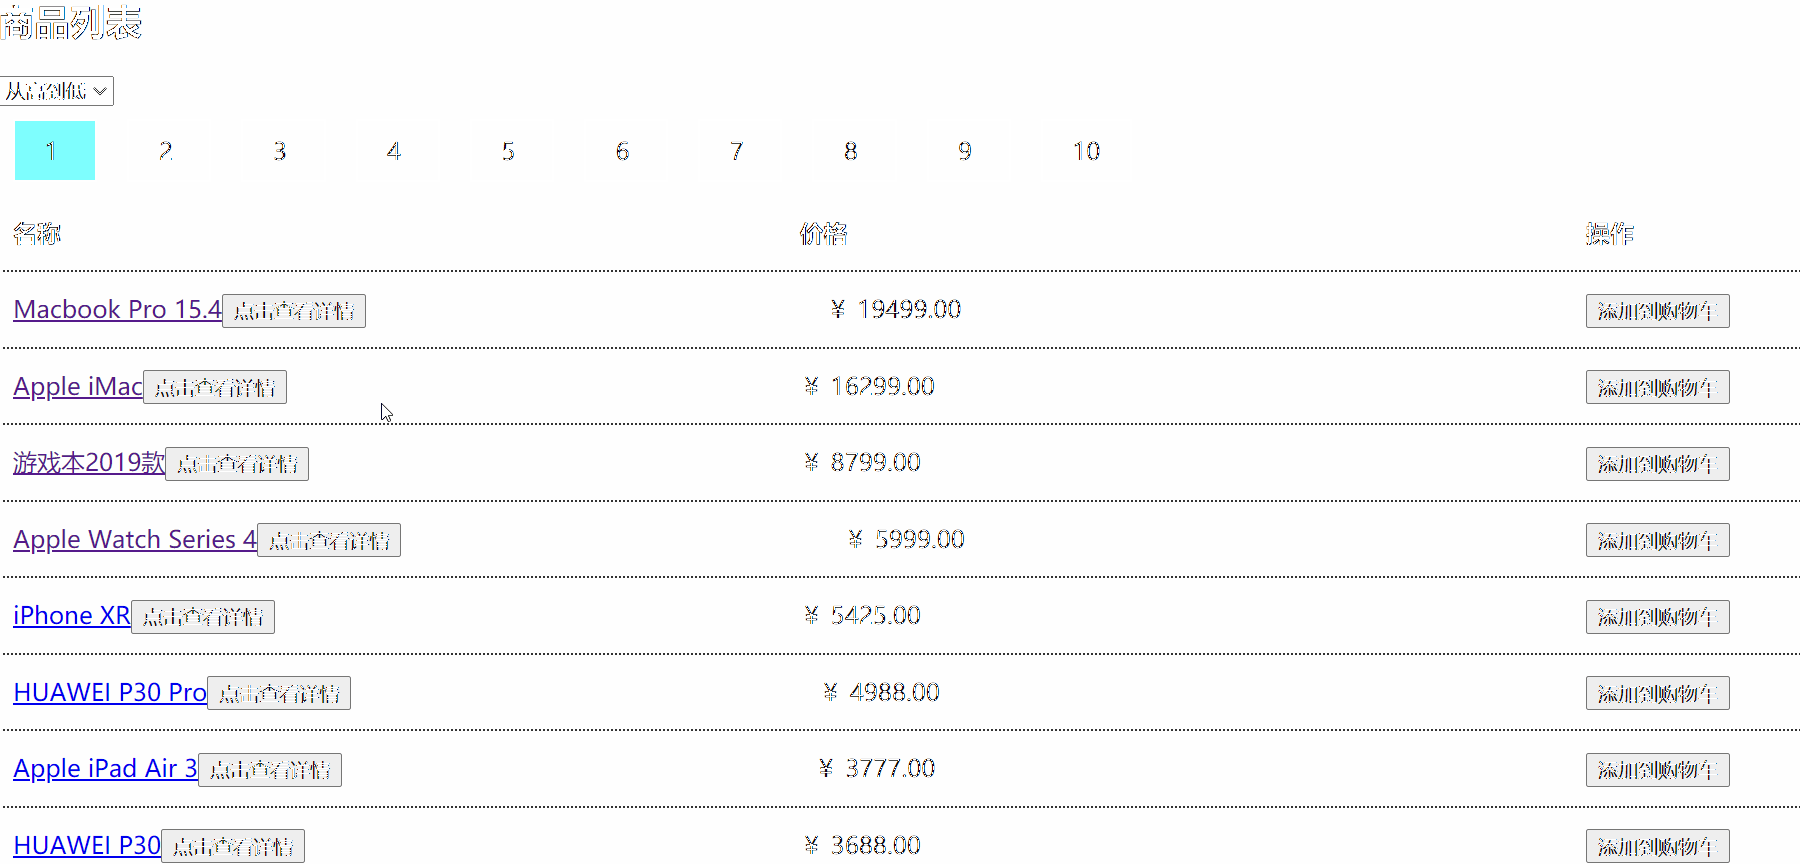 商品列表
从高到低
1 2 3 4 5 6 7 8 9 10
名称 价格 操作
Macbook Pro 15.4 点击查看详情 ¥ 19499.00 添加到购物车
Apple iMac 点击查看详情 ¥ 16299.00 添加到购物车
游戏本2019款 点击查看详情 ¥ 8799.00 添加到购物车
Apple Watch Series 4 点击查看详情 ¥ 5999.00 添加到购物车
iPhone XR 点击查看详情 ¥ 5425.00 添加到购物车
HUAWEI P30 Pro 点击查看详情 ¥ 4988.00 添加到购物车
Apple iPad Air 3 点击查看详情 ¥ 3777.00 添加到购物车
HUAWEI P30 点击查看详情 ¥ 3688.00 添加到购物车